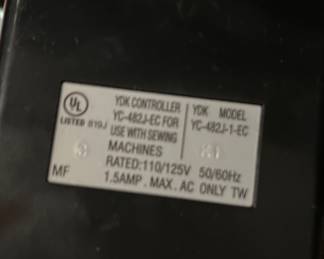 UL
LISTED 819J
YDK CONTROLLER
YC-482J-EC FOR
USE WITH SEWING
MACHINES
YDK MODEL
YC-482J-1-EC
RATED:110/125V 50/60Hz
MF 1.5AMP. MAX. AC ONLY TW